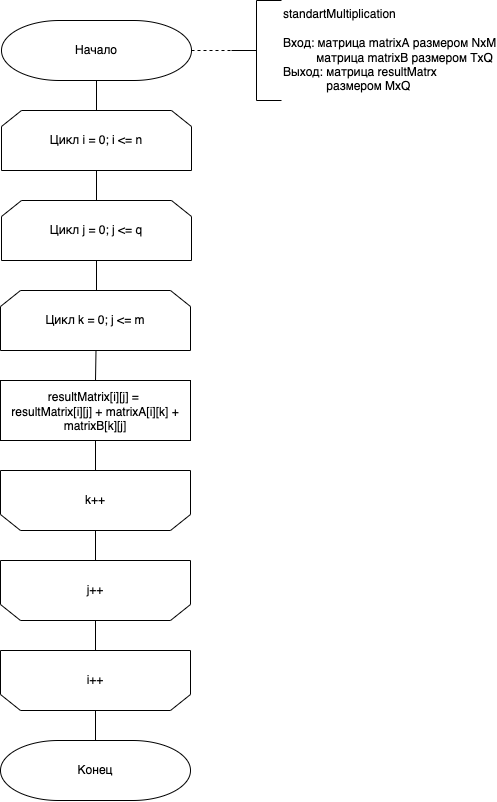 Начало
standartMultiplication
Вход: матрица matrixA размером NxM
матрица matrixB размером TxQ
Выход: матрица resultMatrx
размером MxQ
Цикл i = 0; i <= n
Цикл j = 0; j <= q
Цикл k = 0; j <= m
resultMatrix[i][j] =
resultMatrix[i][j] + matrixA[i][k] +
matrixB[k][j]
k++
j++
i++
Конец